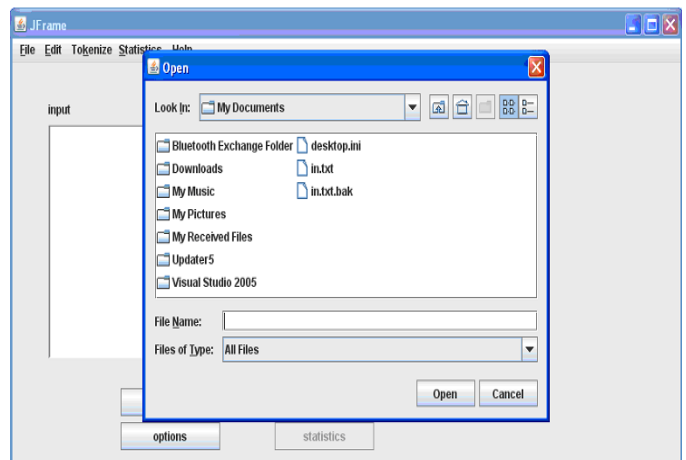 JFrame
File Edit Tokenize Statistics Help
Open
Look In: My Documents
input
Bluetooth Exchange Folder desktop.ini
Downloads in.txt
My Music in.txt.bak
My Pictures
My Received Files
Updater5
Visual Studio 2005
File Name:
Files of Type: All Files
Open Cancel
options statistics